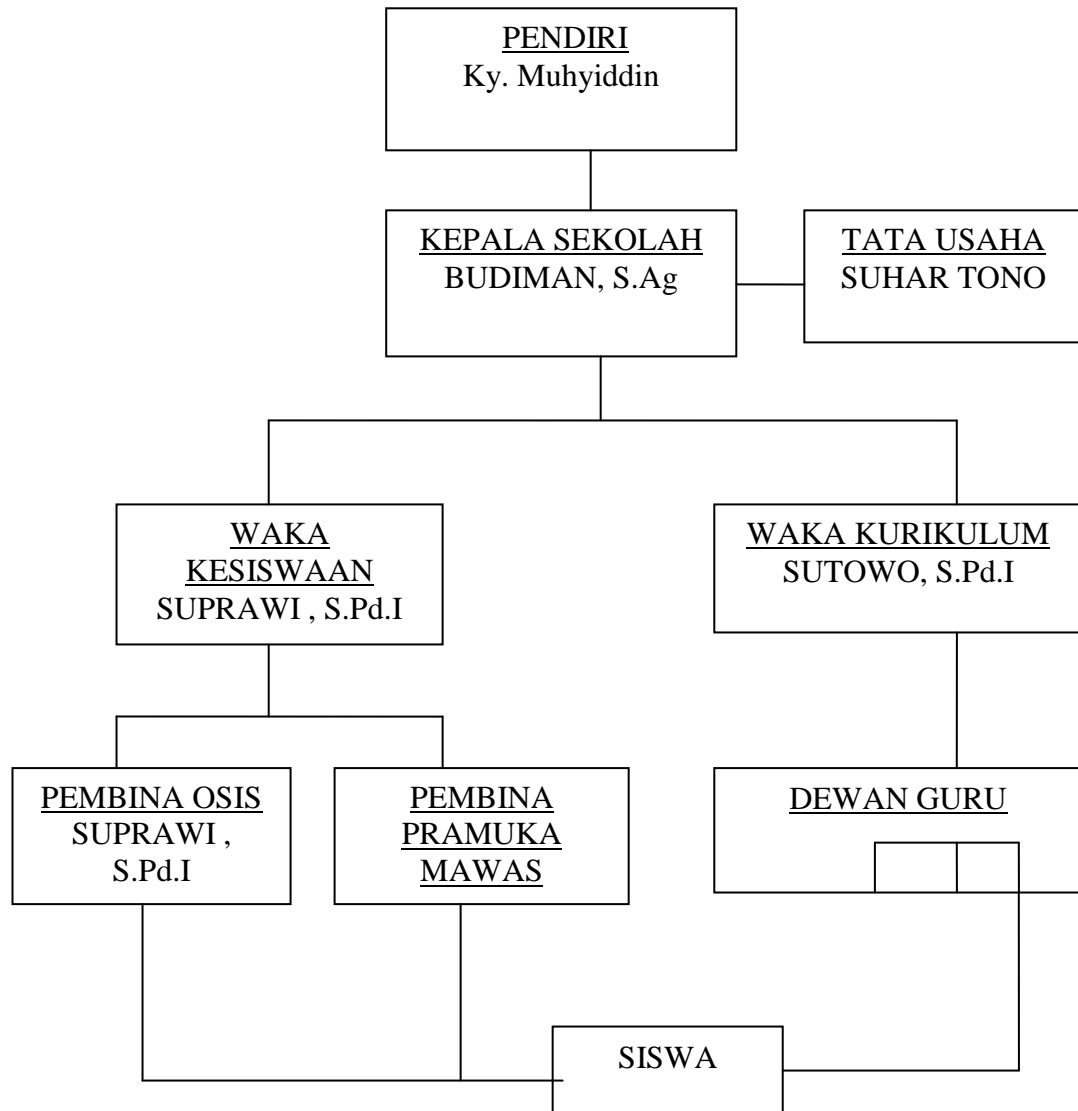 PENDIRI
Ky. Muhyiddin
KEPALA SEKOLAH
BUDIMAN, S.Ag
TATA USAHA
SUHAR TONO
WAKA
KESISWAAN
SUPRAWI , S.Pd.I
WAKA KURIKULUM
SUTOWO, S.Pd.I
PEMBINA OSIS
SUPRAWI ,
S.Pd.I
PEMBINA
PRAMUKA
MAWAS
DEWAN GURU
SISWA